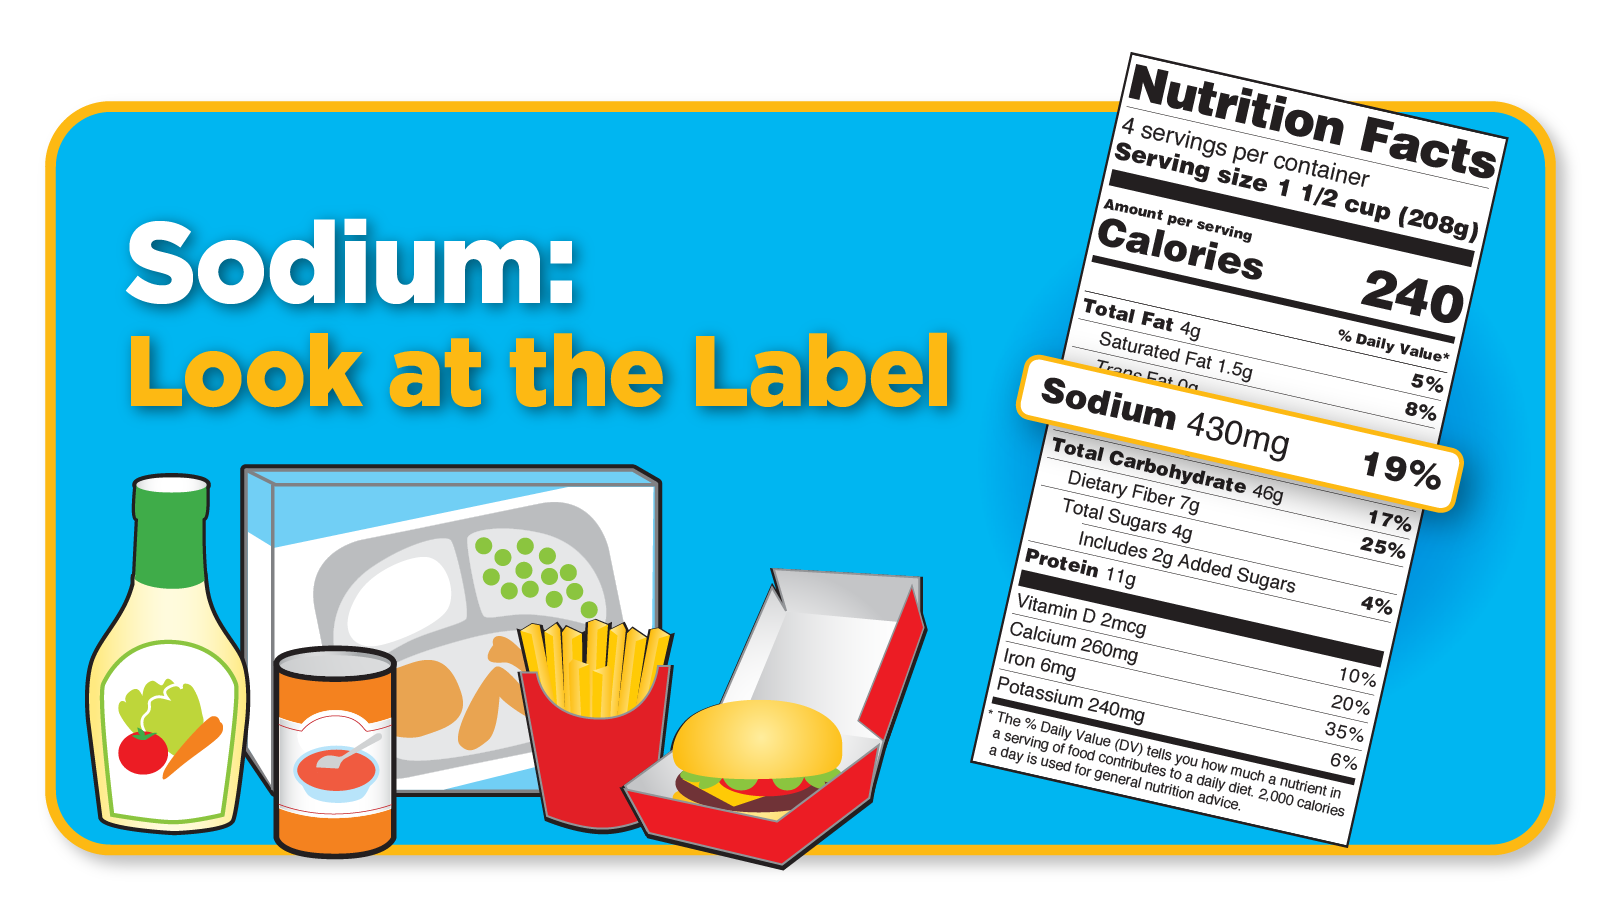 Sodium:
Look at the Label
Nutrition Facts
4 servings per container
Serving size 1 1/2 cup (208g)
Amount per serving
Calories 240
% Daily Value*
Total Fat 4g 5%
Saturated Fat 1.5g 8%
Trans Fat 0g
Sodium 430mg 19%
Total Carbohydrate 46g 17%
Dietary Fiber 7g 25%
Total Sugars 4g
Includes 2g Added Sugars 4%
Protein 11g
Vitamin D 2mcg 10%
Calcium 260mg 20%
Iron 6mg 35%
Potassium 240mg 6%
* The % Daily Value (DV) tells you how much a nutrient in
a serving of food contributes to a daily diet. 2,000 calories
a day is used for general nutrition advice.